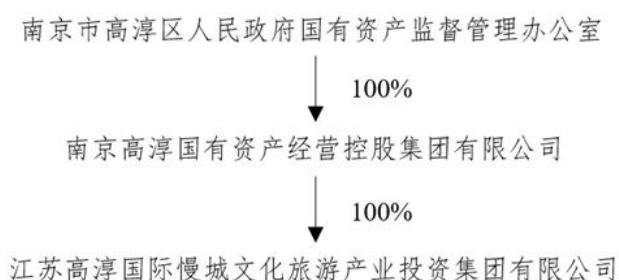 南京市高淳区人民政府国有资产监督管理办公室
100%
南京高淳国有资产经营控股集团有限公司
100%
江苏高淳国际慢城文化旅游产业投资集团有限公司